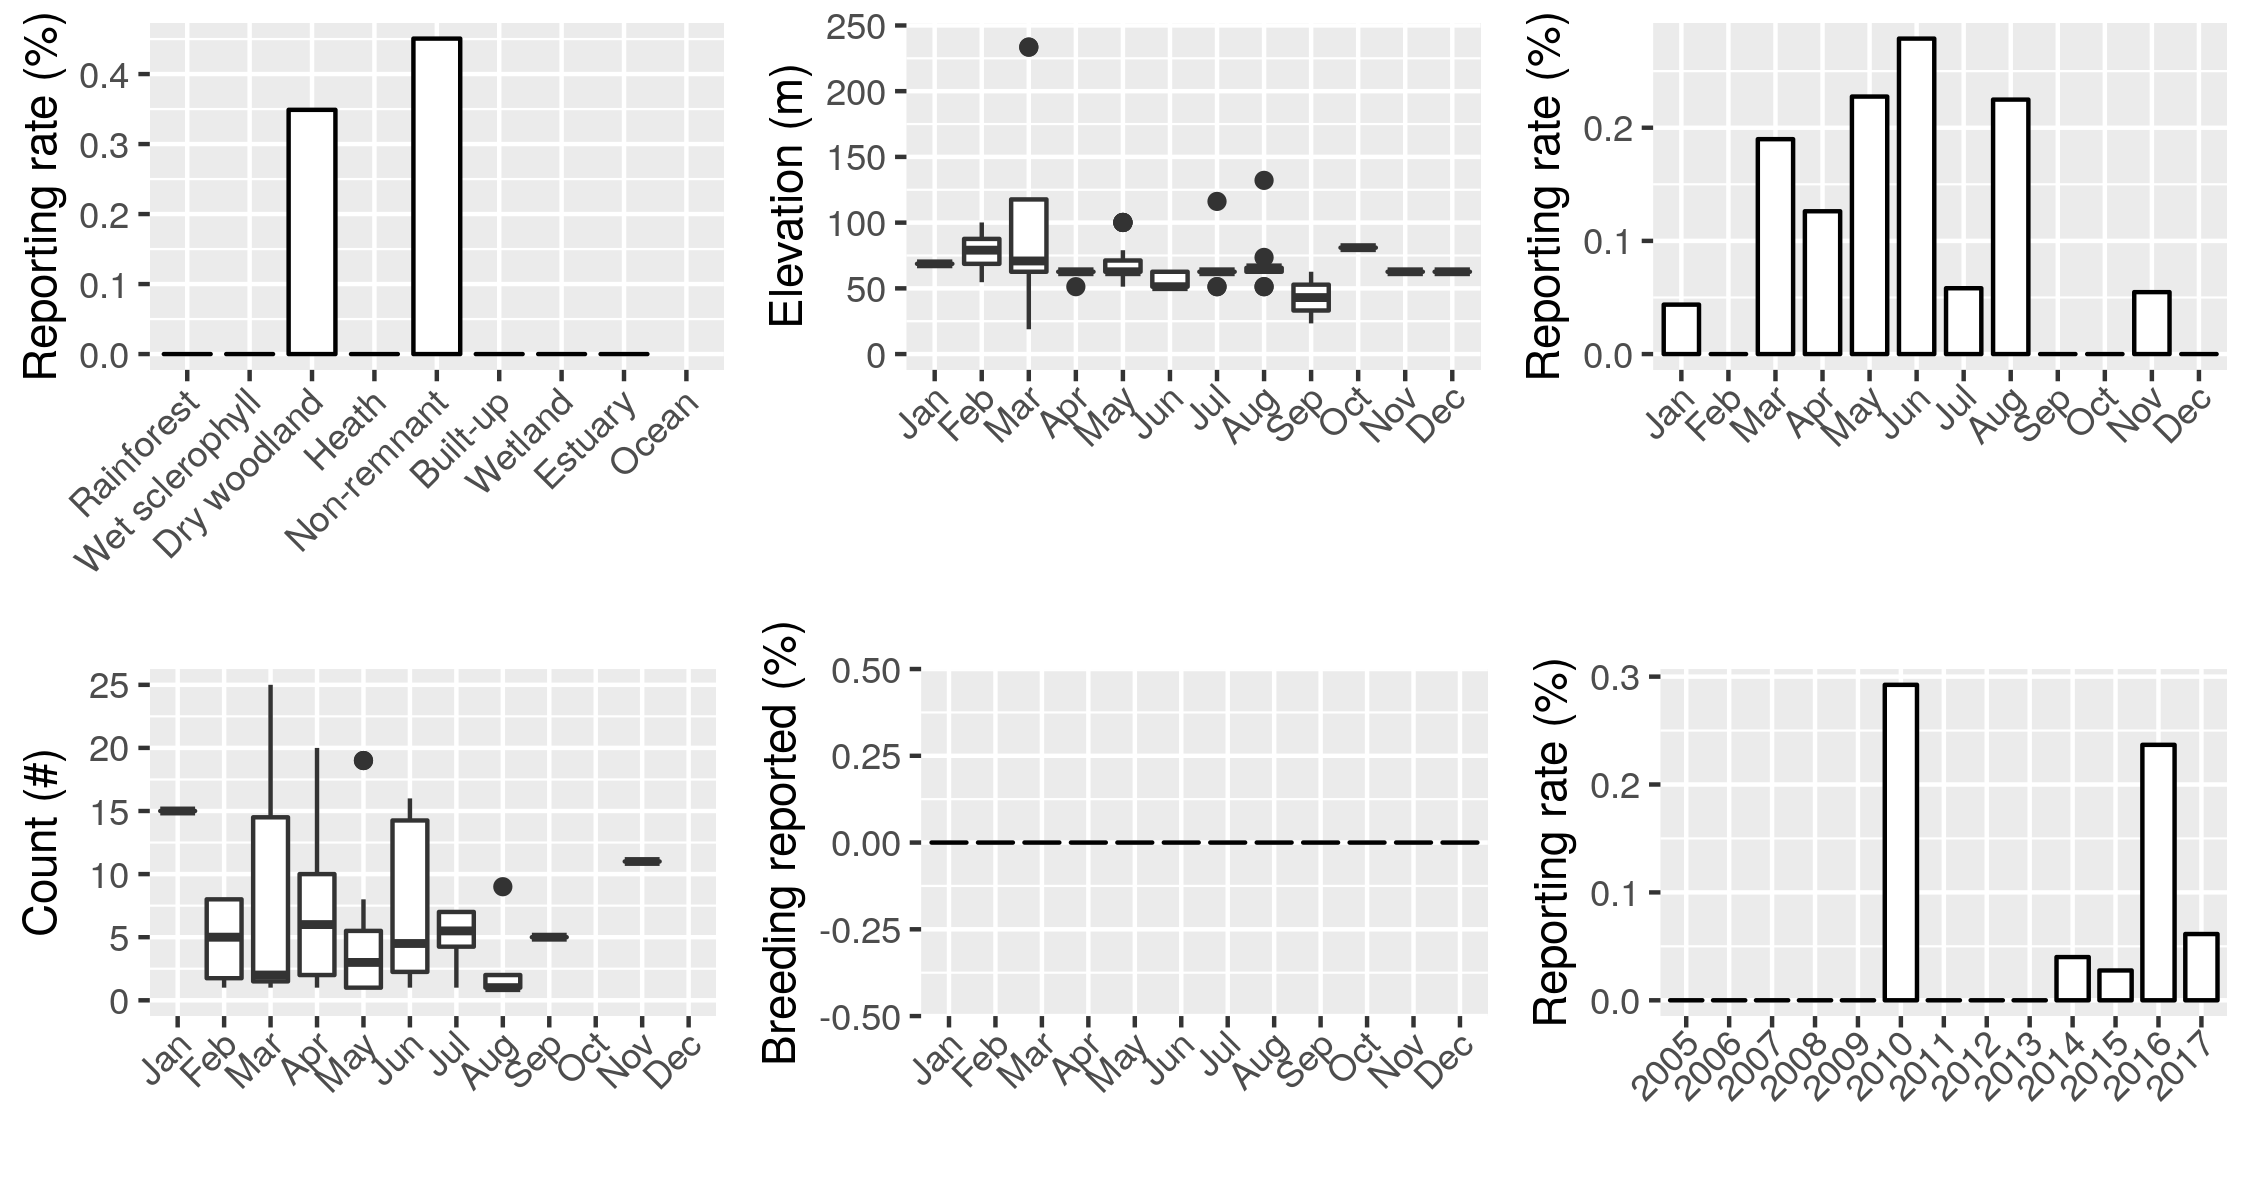 Reporting rate (%)
0.4
0.3
0.2
0.1
0.0
Rainforest
Wet sclerophyll
Dry woodland
Heath
Non-remnant
Built-up
Wetland
Estuary
Ocean
Elevation (m)
250
200
150
100
50
0
Jan Feb Mar Apr May Jun Jul Aug Sep Oct Nov Dec
Reporting rate (%)
0.2
0.1
0.0
Jan Feb Mar Apr May Jun Jul Aug Sep Oct Nov Dec
Count (#)
25
20
15
10
5
0
Jan Feb Mar Apr May Jun Jul Aug Sep Oct Nov Dec
Breeding reported (%)
0.50
0.25
0.00
-0.25
-0.50
Jan Feb Mar Apr May Jun Jul Aug Sep Oct Nov Dec
Reporting rate (%)
0.3
0.2
0.1
0.0
2005 2006 2007 2008 2009 2010 2011 2012 2013 2014 2015 2016 2017